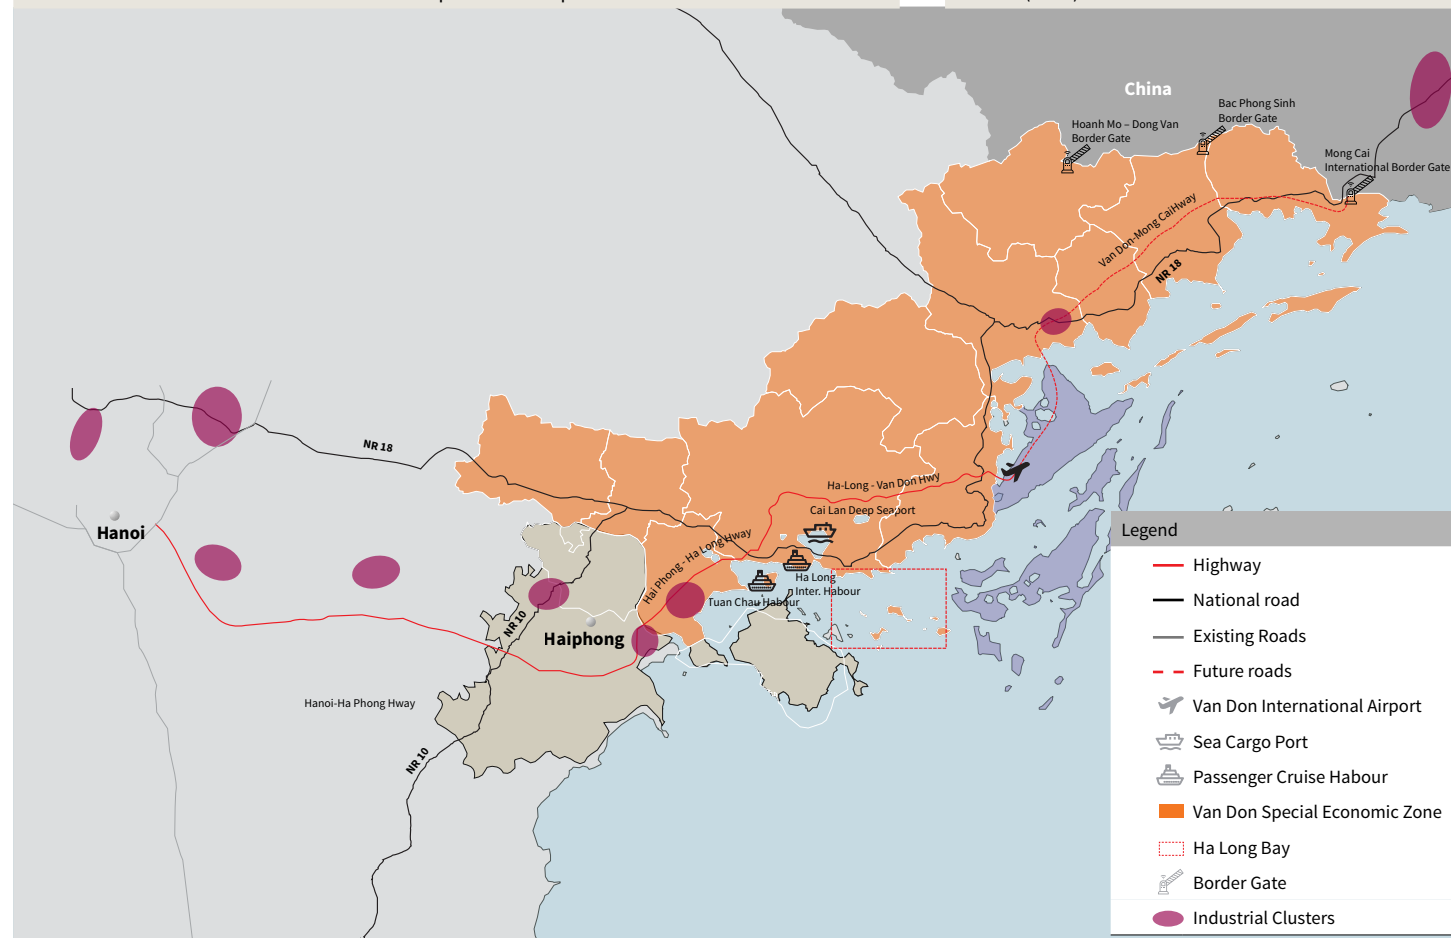 China
Bac Phong Sinh
Border Gate
Hoanh Mo – Dong Van
Border Gate
Mong Cai
International Border Gate
Van Don-Mong CaiHway
NR 18
NR 18
Ha-Long - Van Don Hwy
Cai Lan Deep Seaport
Hanoi
Hai Phong - Ha Long Hway
Ha Long
Inter. Habour
Tuan Chau Habour
NR 10
Haiphong
Hanoi-Ha Phong Hway
NR 10
Legend
Highway
National road
Existing Roads
Future roads
Van Don International Airport
Sea Cargo Port
Passenger Cruise Habour
Van Don Special Economic Zone
Ha Long Bay
Border Gate
Industrial Clusters